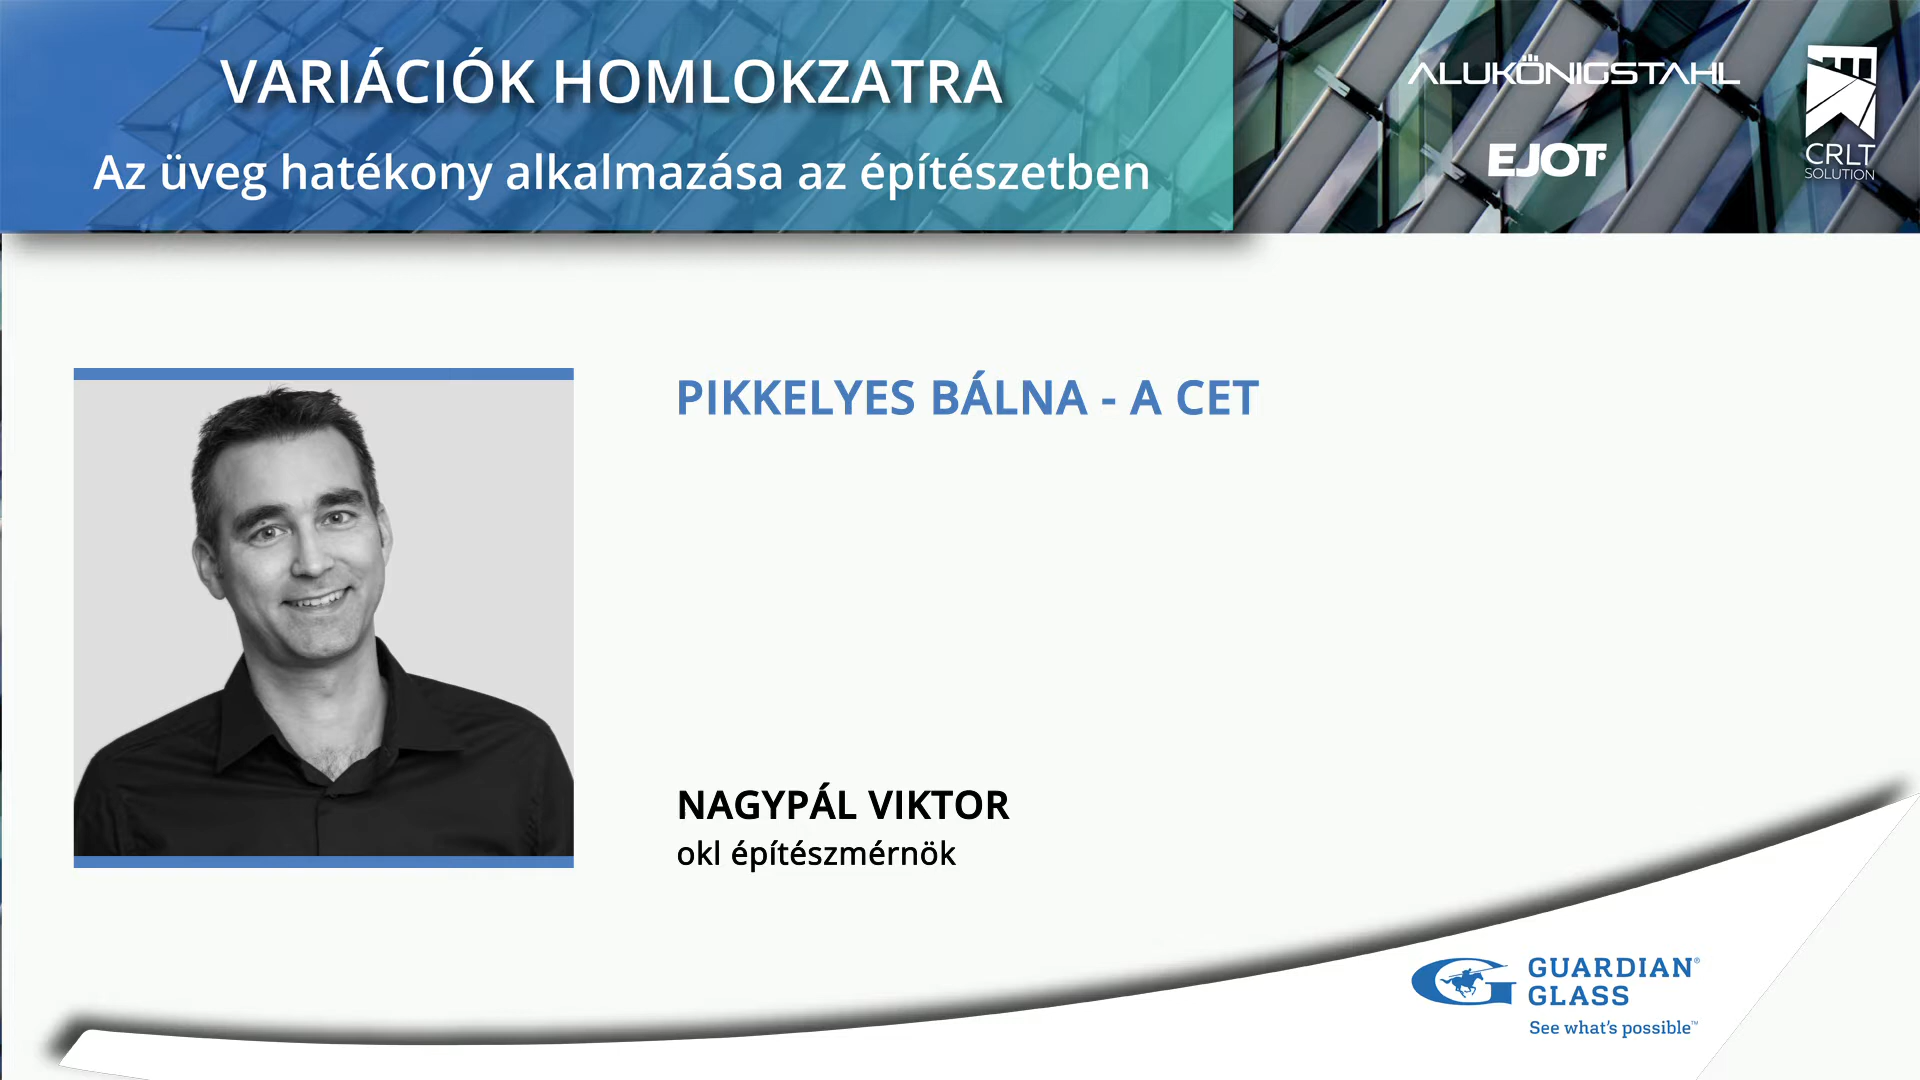 VARIÁCIÓK HOMLOKZATRA
Az üveg hatékony alkalmazása az építészetben
ALUKÖNIGSTAHL
EJOT
CRLT
SOLUTION
PIKKELYES BÁLNA - A CET
NAGYPÁL VIKTOR
okl építészmérnök
GUARDIAN®
GLASS
See what's possible™